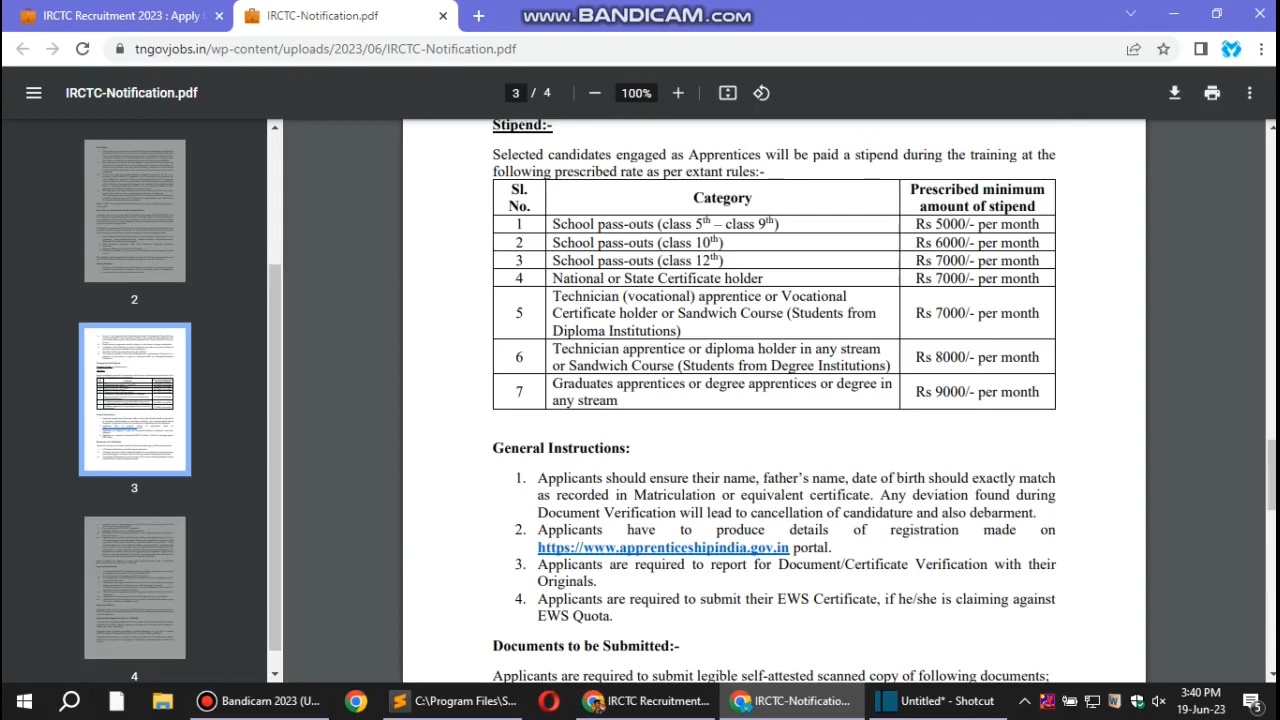 IRCTC Recruitment 2023 : Apply
IRCTC-Notification.pdf
www.BANDICAM.com
tngovjobs.in/wp-content/uploads/2023/06/IRCTC-Notification.pdf
IRCTC-Notification.pdf
3 / 4
100%
2
3
4
Stipend:-
Selected candidates engaged as Apprentices will be paid a stipend during the training at the
following prescribed rate as per extant rules:-
Sl. No. Category Prescribed minimum amount of stipend
1 School pass-outs (class 5th – class 9th) Rs 5000/- per month
2 School pass-outs (class 10th) Rs 6000/- per month
3 School pass-outs (class 12th) Rs 7000/- per month
4 National or State Certificate holder Rs 7000/- per month
Technician (vocational) apprentice or Vocational
5 Certificate holder or Sandwich Course (Students from Rs 7000/- per month
Diploma Institutions)
6 Technician apprentice or diploma holder in any stream Rs 8000/- per month
or Sandwich Course (Students from Degree Institutions)
7 Graduates apprentices or degree apprentices or degree in Rs 9000/- per month
any stream
General Instructions:
1. Applicants should ensure their name, father's name, date of birth should exactly match
as recorded in Matriculation or equivalent certificate. Any deviation found during
Document Verification will lead to cancellation of candidature and also debarment.
2. Applicants have to produce details of registration made on
https://www.apprenticeshipindia.gov.in portal.
3. Applicants are required to report for Document/Certificate Verification with their
Originals.
4. Applicants are required to submit their EWS Certificate, if he/she is claiming against
EWS Quota.
Documents to be Submitted:-
Applicants are required to submit legible self-attested scanned copy of following documents;
Bandicam 2023 (U...
C:\Program Files\S...
IRCTC Recruitment...
IRCTC-Notificatio...
Untitled* - Shotcut
3:40 PM
19-Jun-23
5